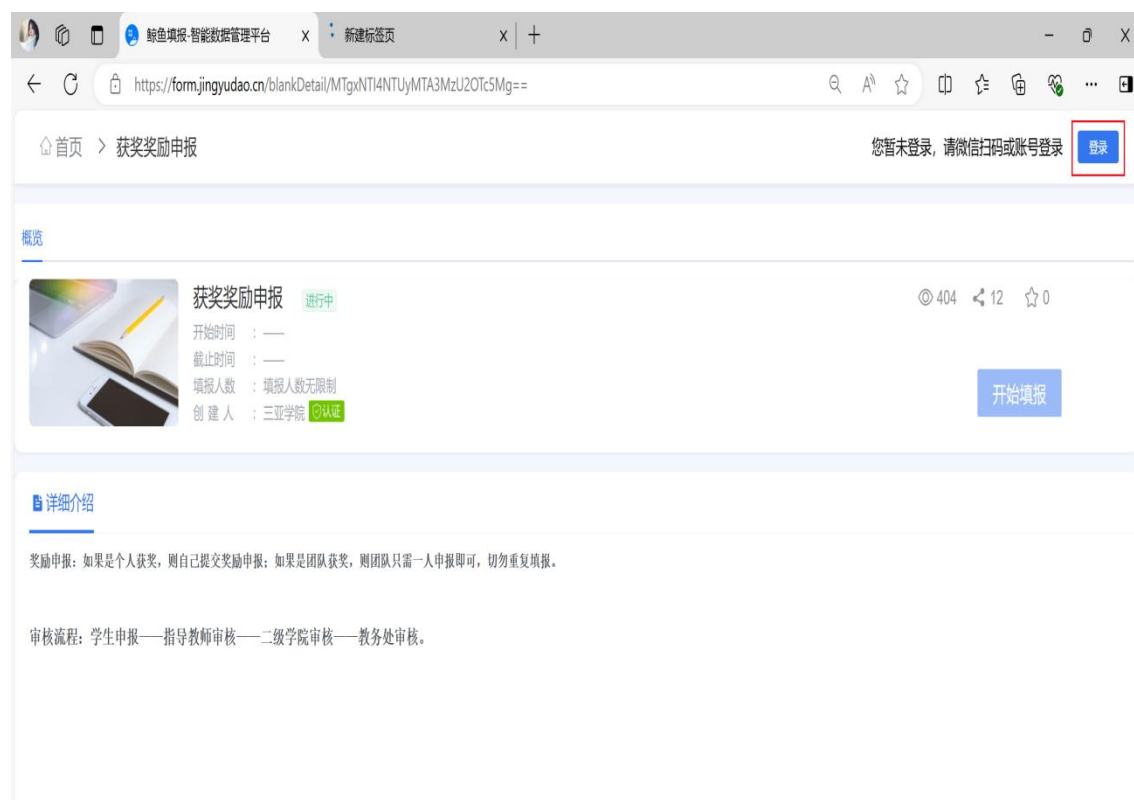 鲸鱼填报-智能数据管理平台
新建标签页
https://form.jingyudao.cn/blankDetail/MTgxNTI4NTUyMTA3MzU2OTc5Mg==
首页 > 获奖奖励申报
您暂未登录，请微信扫码或账号登录
登录
概览
获奖奖励申报 进行中
404 12 0
开始时间 : ——
截止时间 : ——
填报人数 : 填报人数无限制
创建人 : 三亚学院 认证
开始填报
详细介绍
奖励申报：如果是个人获奖，则自己提交奖励申报；如果是团队获奖，则团队只需一人申报即可，切勿重复填报。
审核流程：学生申报——指导教师审核——二级学院审核——教务处审核。